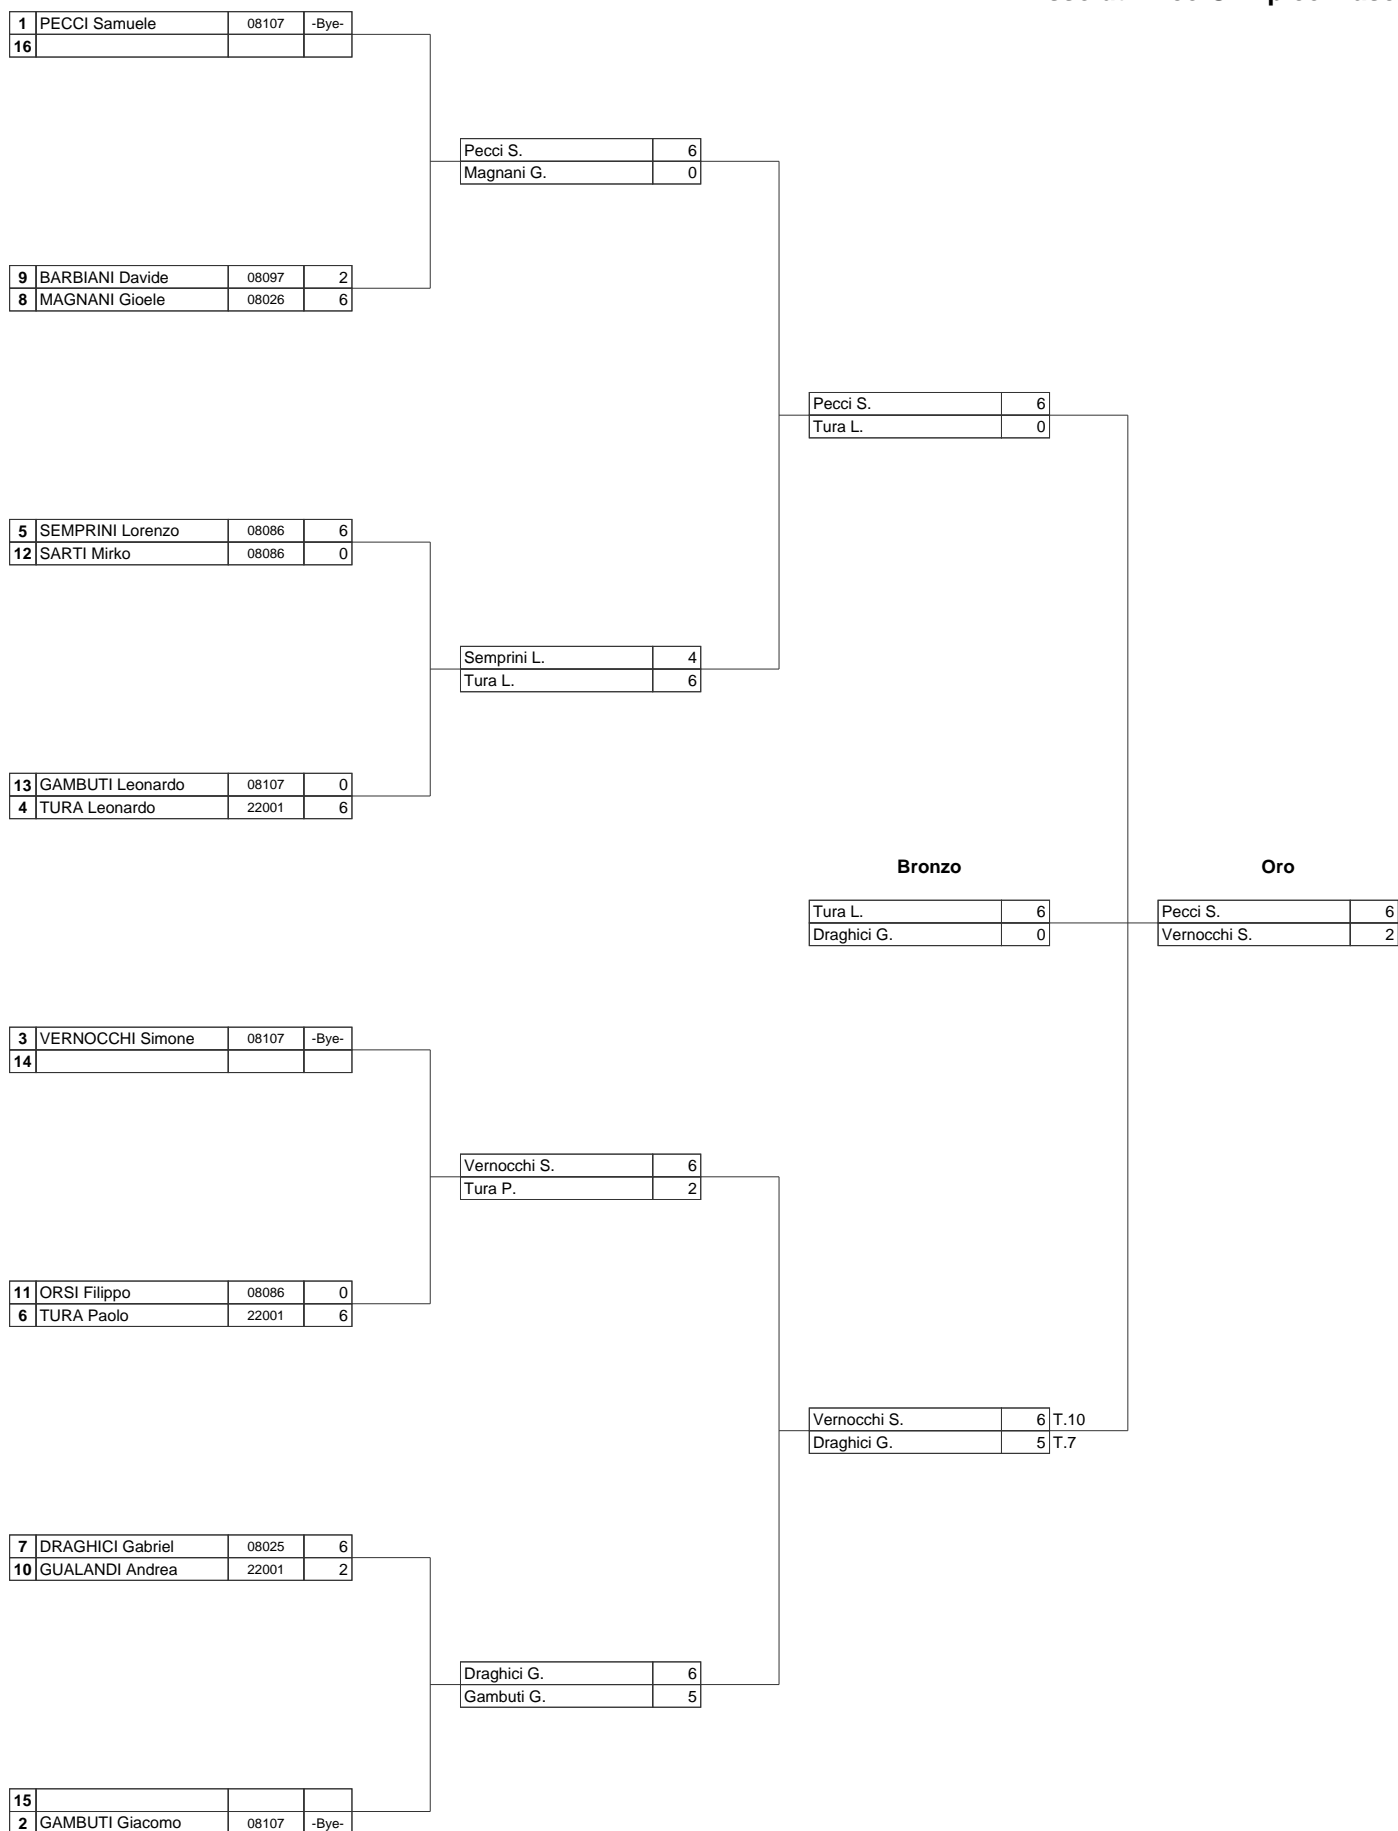 1 PECCI Samuele 08107 -Bye-
16
Pecci S. 6
Magnani G. 0
9 BARBIANI Davide 08097 2
8 MAGNANI Gioele 08026 6
Pecci S. 6
Tura L. 0
5 SEMPRINI Lorenzo 08086 6
12 SARTI Mirko 08086 0
Semprini L. 4
Tura L. 6
13 GAMBUTI Leonardo 08107 0
4 TURA Leonardo 22001 6
Bronzo Oro
Tura L. 6 Pecci S. 6
Draghici G. 0 Vernocchi S. 2
3 VERNOCCHI Simone 08107 -Bye-
14
Vernocchi S. 6
Tura P. 2
11 ORSI Filippo 08086 0
6 TURA Paolo 22001 6
Vernocchi S. 6 T.10
Draghici G. 5 T.7
7 DRAGHICI Gabriel 08025 6
10 GUALANDI Andrea 22001 2
Draghici G. 6
Gambuti G. 5
15
2 GAMBUTI Giacomo 08107 -Bye-